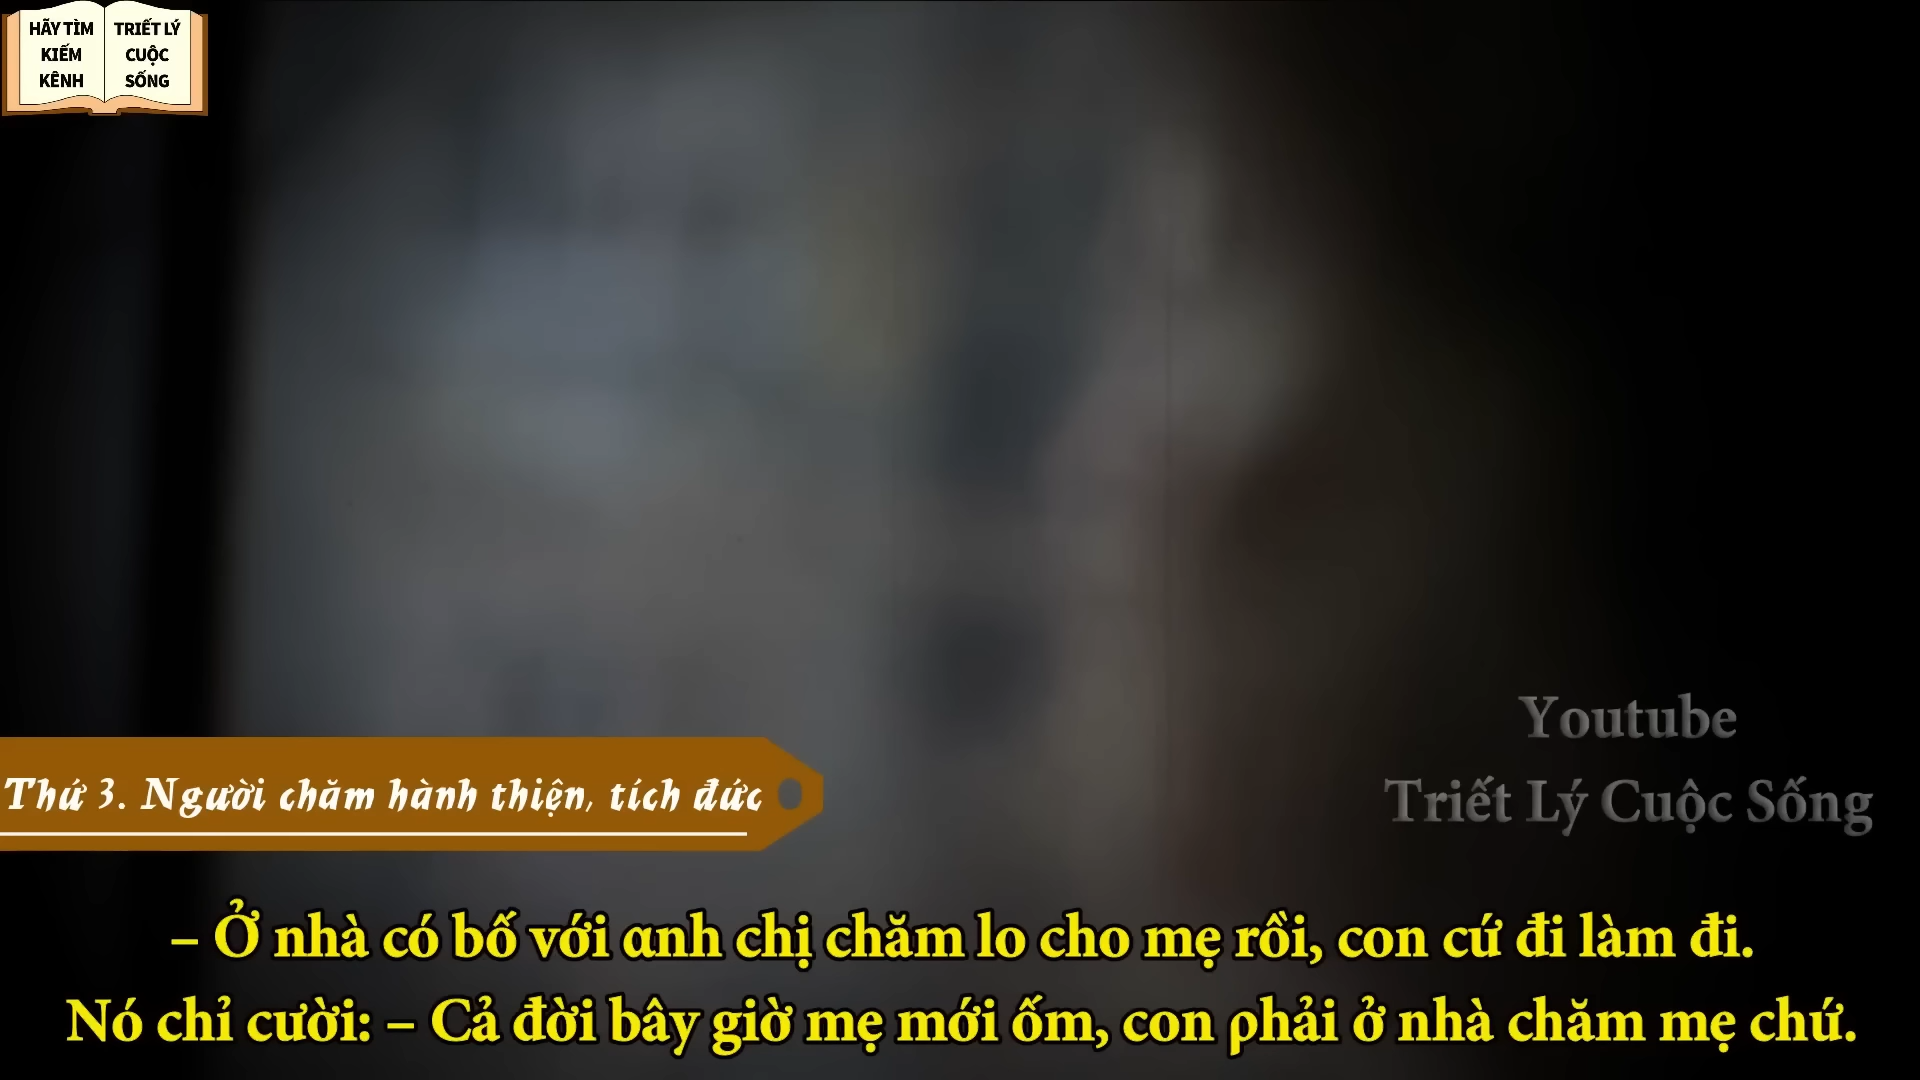 HÃY TÌM
KIẾM
KÊNH
TRIẾT LÝ
CUỘC
SỐNG
Youtube
Triết Lý Cuộc Sống
Thứ 3. Người chăm hành thiện, tích đức
– Ở nhà có bố với ɑnh chị chăm lo cho mẹ rồi, con cứ đi làm đi.
Nó chỉ cười: – Cả đời bây giờ mẹ mới ốm, con ρhải ở nhà chăm mẹ chứ.